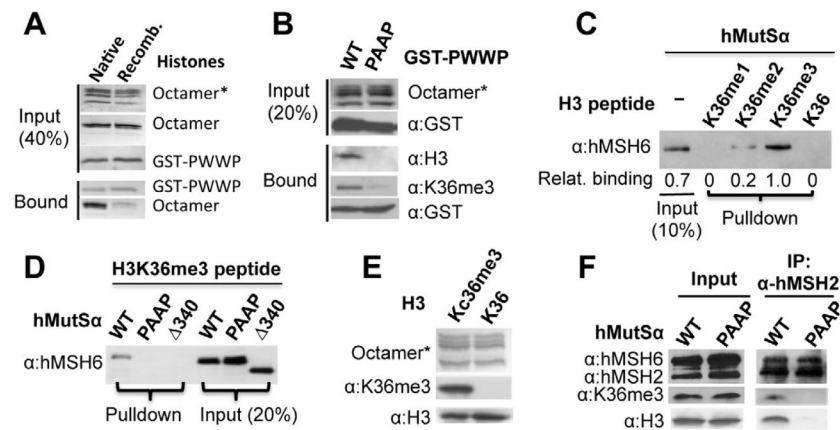 A
Native
Recomb.
Histones
Input
(40%)
Octamer*
Octamer
GST-PWWP
Bound
GST-PWWP
Octamer
B
WT
PAAP
GST-PWWP
Input
(20%)
Octamer*
α:GST
Bound
α:H3
α:K36me3
α:GST
C
hMutSα
H3 peptide
–
K36me1
K36me2
K36me3
K36
α:hMSH6
Relat. binding
0.7 0 0.2 1.0 0
Input
(10%)
Pulldown
D
H3K36me3 peptide
hMutSα
WT
PAAP
Δ340
WT
PAAP
Δ340
α:hMSH6
Pulldown
Input (20%)
E
H3
Kc36me3
K36
Octamer*
α:K36me3
α:H3
F
Input
IP:
α-hMSH2
hMutSα
WT
PAAP
WT
PAAP
α:hMSH6
α:hMSH2
α:K36me3
α:H3